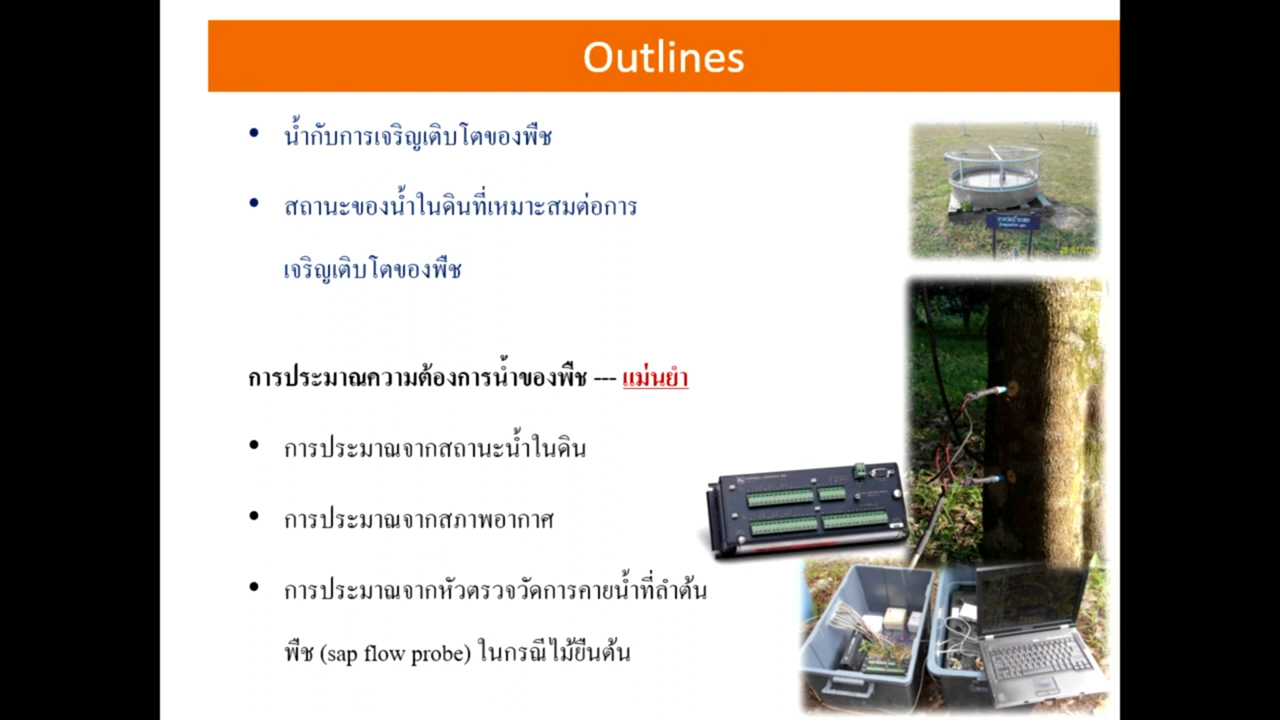 Outlines
• น้ำกับการเจริญเติบโตของพืช
• สถานะของน้ำในดินที่เหมาะสมต่อการ
เจริญเติบโตของพืช
การประมาณความต้องการน้ำของพืช --- แม่นยำ
• การประมาณจากสถานะน้ำในดิน
• การประมาณจากสภาพอากาศ
• การประมาณจากหัวตรวจวัดการคายน้ำที่ลำต้น
พืช (sap flow probe) ในกรณีไม้ยืนต้น